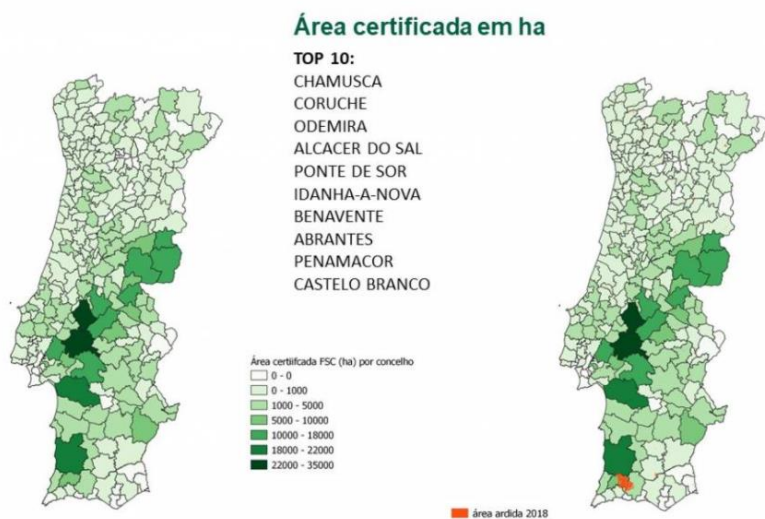 Área certificada em ha
TOP 10:
CHAMUSCA
CORUCHE
ODEMIRA
ALCACER DO SAL
PONTE DE SOR
IDANHA-A-NOVA
BENAVENTE
ABRANTES
PENAMACOR
CASTELO BRANCO
Área certiifcada FSC (ha) por concelho
0 - 0
0 - 1000
1000 - 5000
5000 - 10000
10000 - 18000
18000 - 22000
22000 - 35000
área ardida 2018